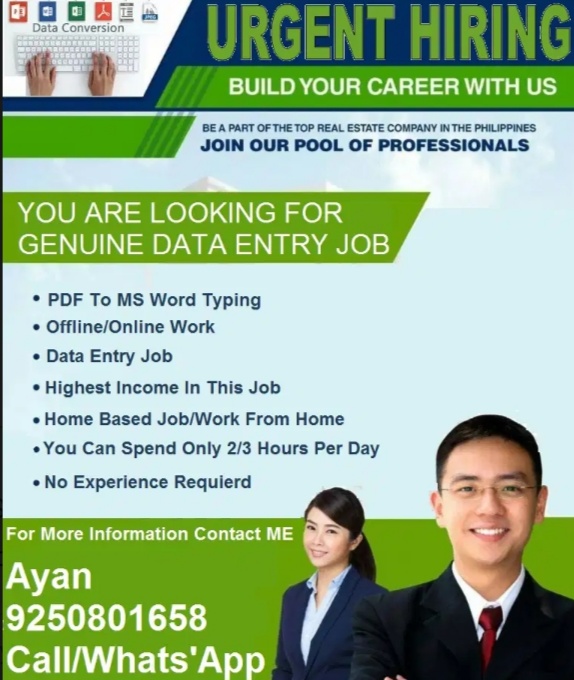 Data Conversion
URGENT HIRING
BUILD YOUR CAREER WITH US
BE A PART OF THE TOP REAL ESTATE COMPANY IN THE PHILIPPINES
JOIN OUR POOL OF PROFESSIONALS
YOU ARE LOOKING FOR
GENUINE DATA ENTRY JOB
• PDF To MS Word Typing
• Offline/Online Work
• Data Entry Job
• Highest Income In This Job
• Home Based Job/Work From Home
• You Can Spend Only 2/3 Hours Per Day
• No Experience Requierd
For More Information Contact ME
Ayan
9250801658
Call/Whats'App